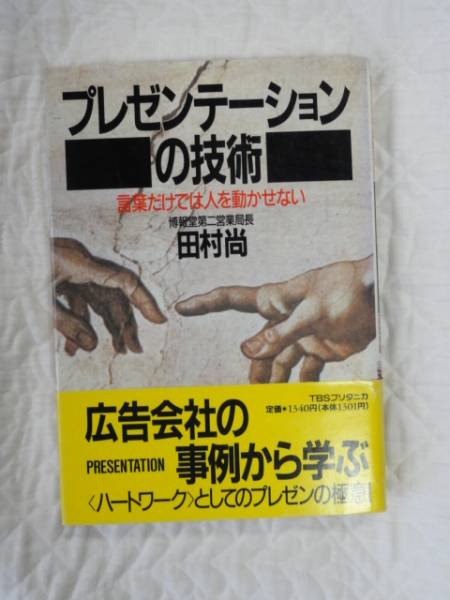 プレゼンテーション
の技術
言葉だけでは人を動かせない
博報堂第二営業局長
田村尚
TBSブリタニカ
定価•1340円(本体1301円)
広告会社の
PRESENTATION 事例から学ぶ
〈ハートワーク〉としてのプレゼンの極意